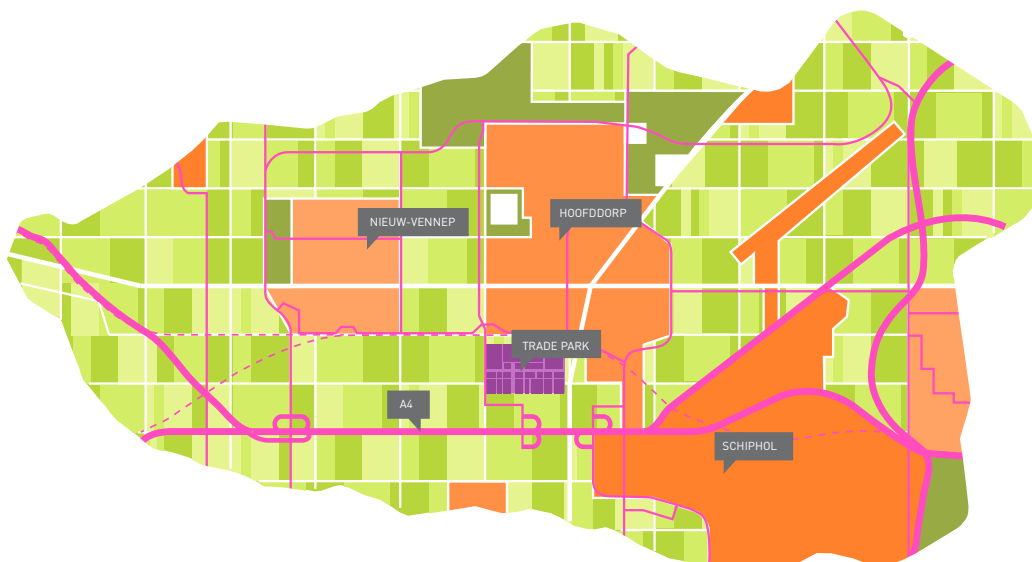 NIEUW-VENNEP
HOOFDDORP
TRADE PARK
A4
SCHIPHOL